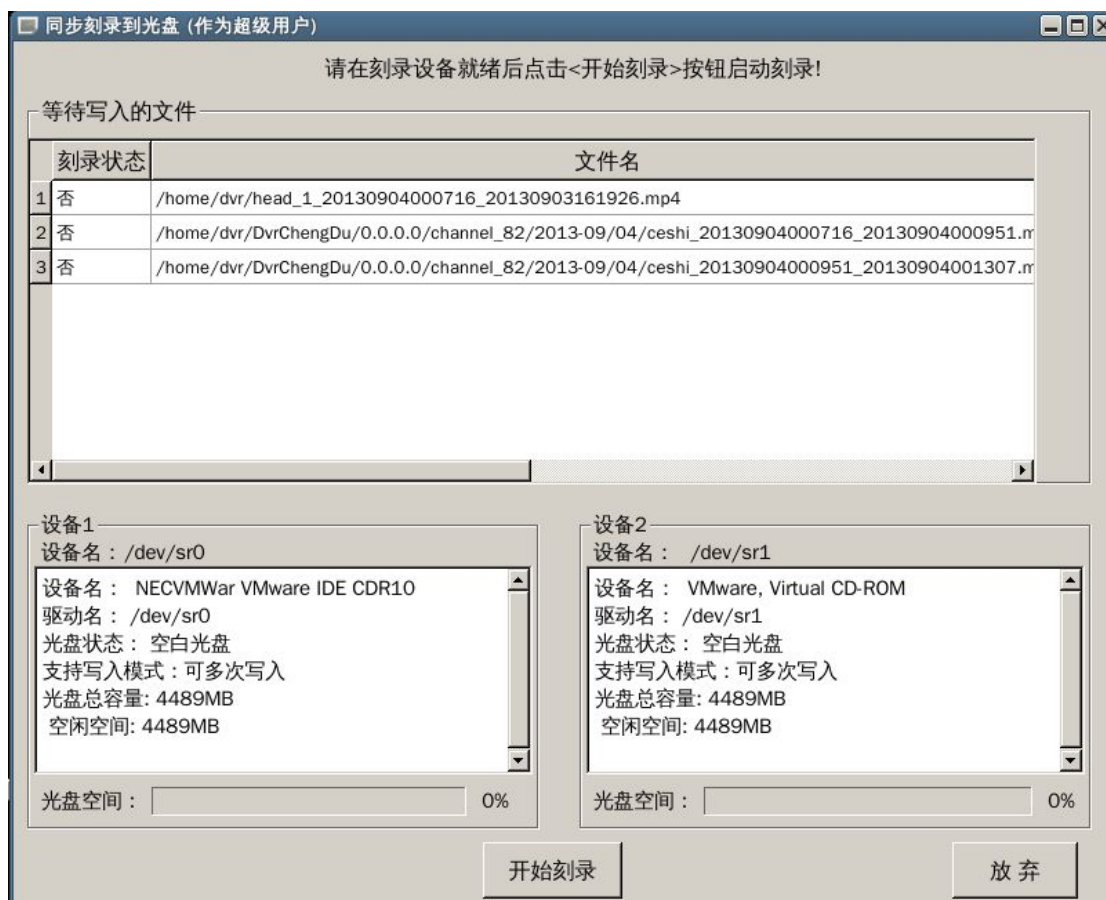 同步刻录到光盘 (作为超级用户)
请在刻录设备就绪后点击<开始刻录>按钮启动刻录!
等待写入的文件
刻录状态 文件名
1 否 /home/dvr/head_1_20130904000716_20130903161926.mp4
2 否 /home/dvr/DvrChengDu/0.0.0.0/channel_82/2013-09/04/ceshi_20130904000716_20130904000951.m
3 否 /home/dvr/DvrChengDu/0.0.0.0/channel_82/2013-09/04/ceshi_20130904000951_20130904001307.m
设备1
设备名：/dev/sr0
设备名： NECVMWar VMware IDE CDR10
驱动名： /dev/sr0
光盘状态： 空白光盘
支持写入模式：可多次写入
光盘总容量: 4489MB
空闲空间: 4489MB
光盘空间： 0%
设备2
设备名： /dev/sr1
设备名： VMware, Virtual CD-ROM
驱动名： /dev/sr1
光盘状态： 空白光盘
支持写入模式：可多次写入
光盘总容量: 4489MB
空闲空间: 4489MB
光盘空间： 0%
开始刻录 放 弃